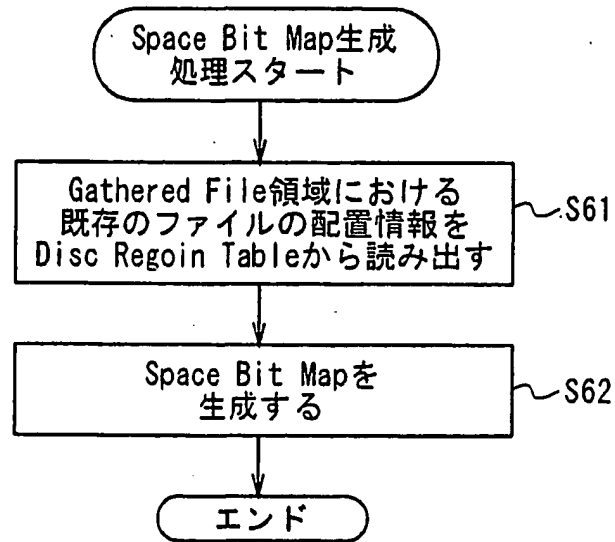 Space Bit Map生成
処理スタート
Gathered File領域における
既存のファイルの配置情報を
Disc Regoin Tableから読み出す
S61
Space Bit Mapを
生成する
S62
エンド